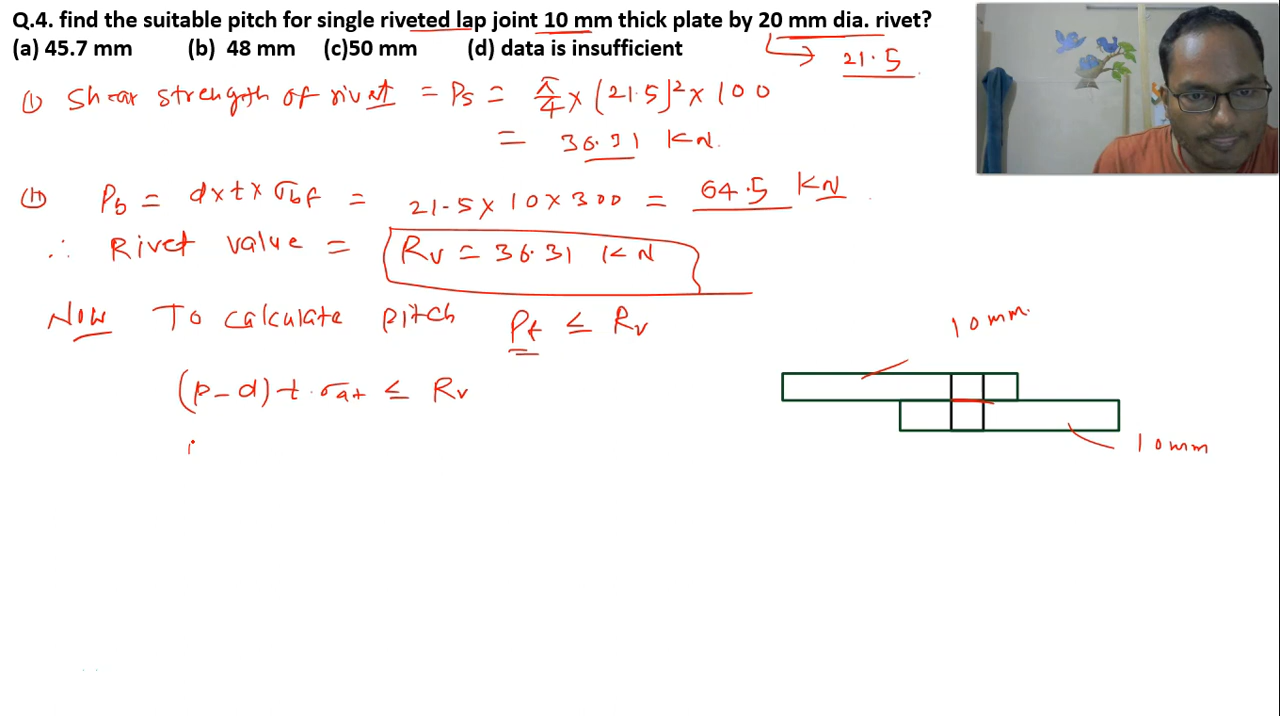 Q.4. find the suitable pitch for single riveted lap joint 10 mm thick plate by 20 mm dia. rivet?
(a) 45.7 mm (b) 48 mm (c)50 mm (d) data is insufficient
21.5
(1) Shear strength of rivet = Ps = π/4 × (21.5)² × 100
= 36.31 KN.
(11) Pb = d×t× σbf = 21.5 × 10 × 300 = 64.5 KN
∴ Rivet value = Rv = 36.31 KN
Now To calculate pitch Pt ≤ Rv
10 mm.
(p-d) t. σat ≤ Rv
10mm